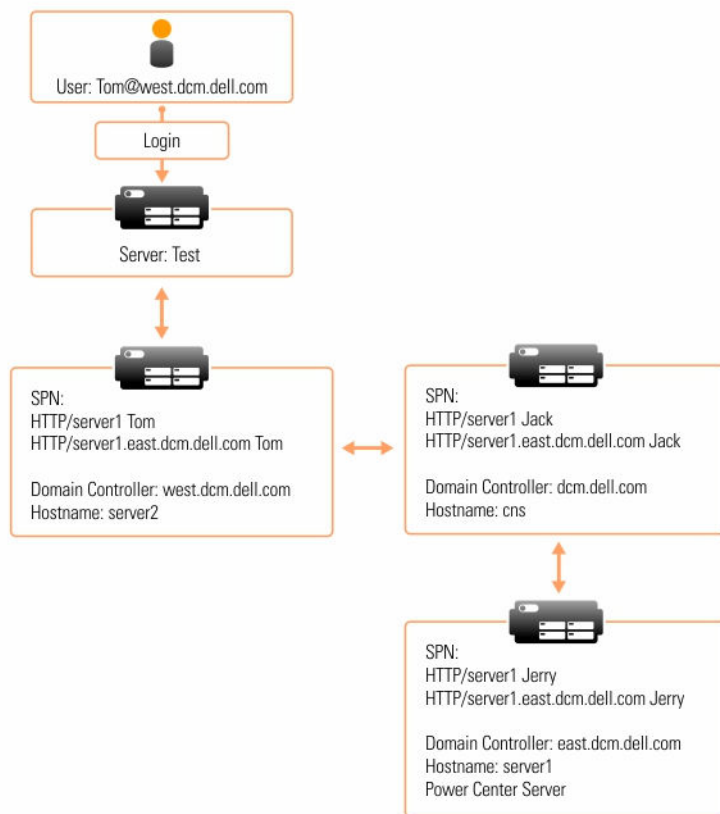 User: Tom@west.dcm.dell.com
Login
Server: Test
SPN:
HTTP/server1 Tom
HTTP/server1.east.dcm.dell.com Tom
Domain Controller: west.dcm.dell.com
Hostname: server2
SPN:
HTTP/server1 Jack
HTTP/server1.east.dcm.dell.com Jack
Domain Controller: dcm.dell.com
Hostname: cns
SPN:
HTTP/server1 Jerry
HTTP/server1.east.dcm.dell.com Jerry
Domain Controller: east.dcm.dell.com
Hostname: server1
Power Center Server